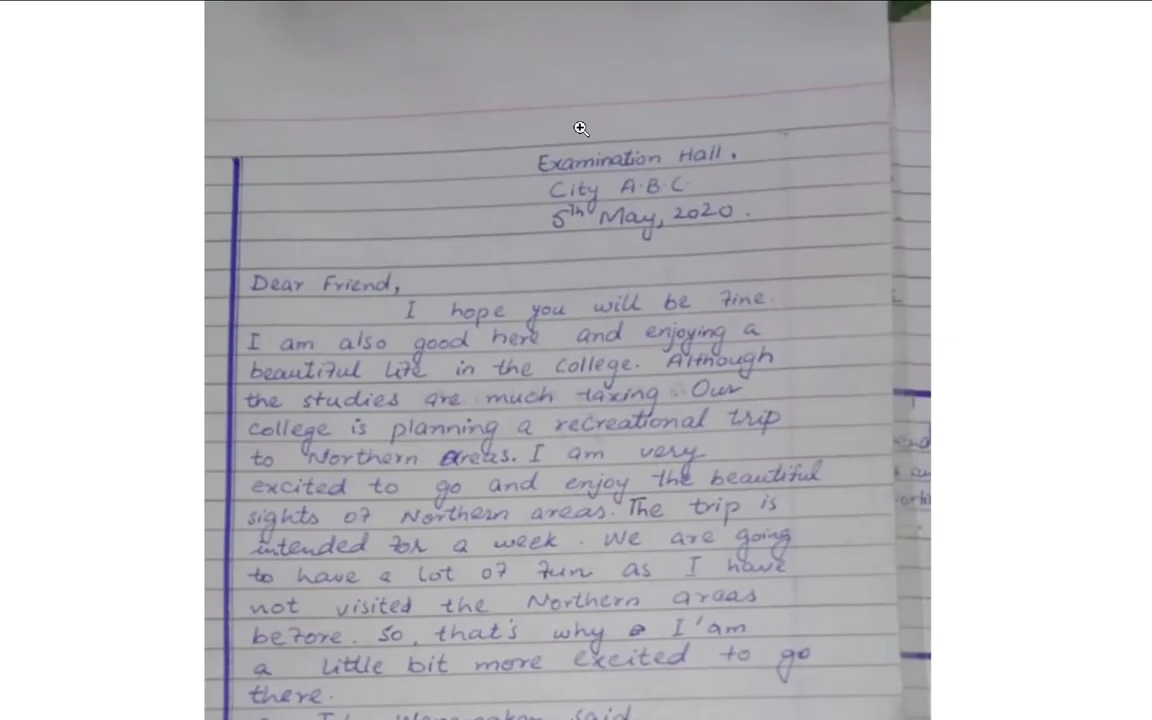 Examination Hall.
City A.B.C.
5th May, 2020.
Dear Friend,
I hope you will be fine.
I am also good here and enjoying a
beautiful life in the college. Although
the studies are much taxing. Our
college is planning a recreational trip
to Northern areas. I am very
excited to go and enjoy the beautiful
sights of Northern areas. The trip is
intended for a week. We are going
to have a lot of fun as I have
not visited the Northern areas
before. So, that's why I'am
a little bit more excited to go
there.
said